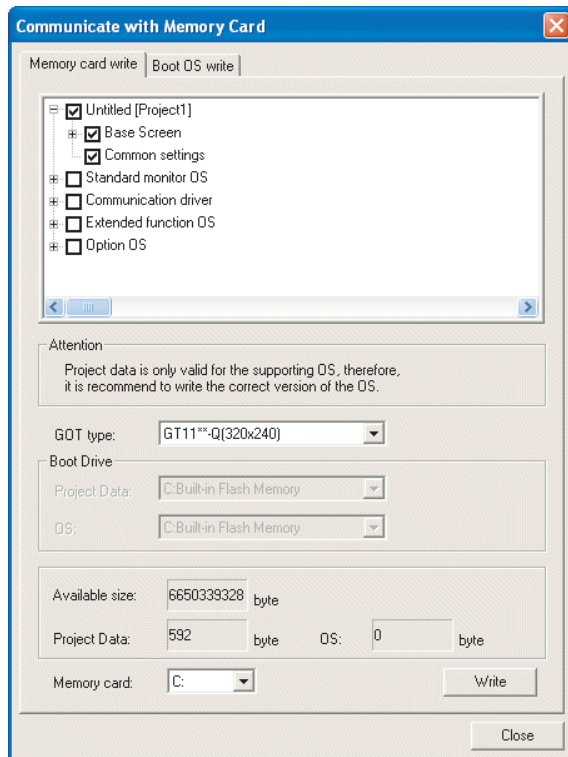 Communicate with Memory Card
Memory card write
Boot OS write
Untitled [Project1]
Base Screen
Common settings
Standard monitor OS
Communication driver
Extended function OS
Option OS
Attention
Project data is only valid for the supporting OS, therefore,
it is recommend to write the correct version of the OS.
GOT type: GT11**-Q(320x240)
Boot Drive
Project Data: C:Built-in Flash Memory
OS: C:Built-in Flash Memory
Available size: 6650339328 byte
Project Data: 592 byte OS: 0 byte
Memory card: C: Write
Close